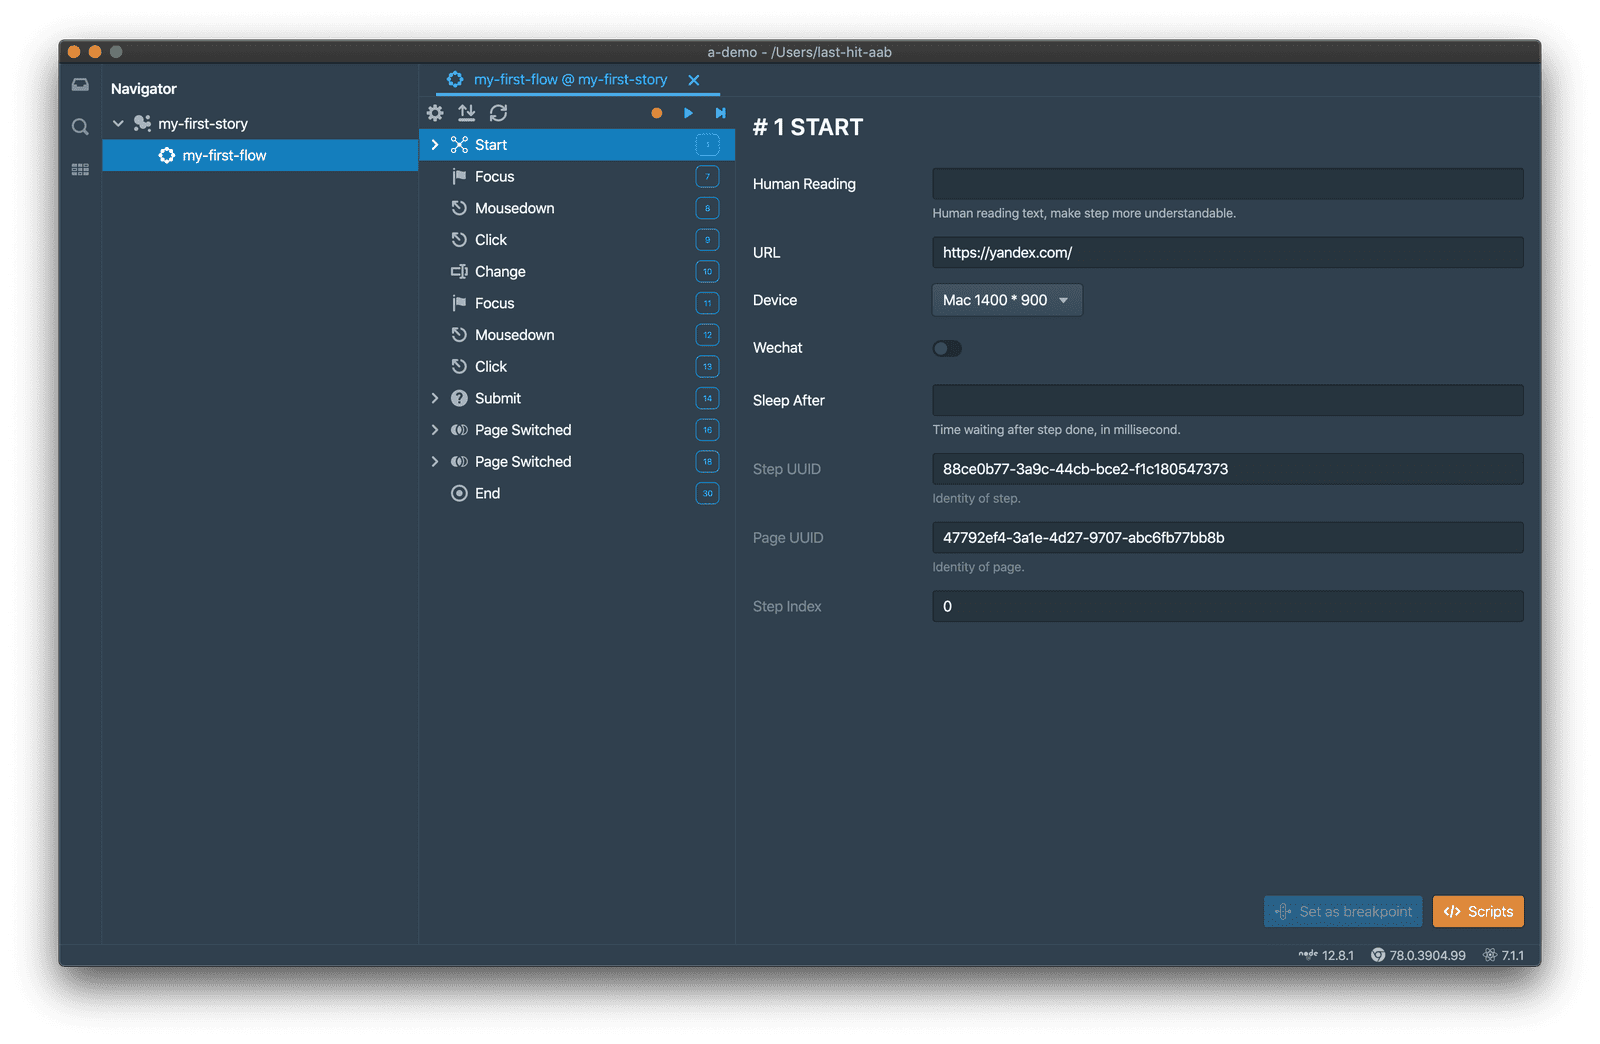 a-demo - /Users/last-hit-aab
Navigator
my-first-story
my-first-flow
my-first-flow @ my-first-story
Start 1
Focus 7
Mousedown 8
Click 9
Change 10
Focus 11
Mousedown 12
Click 13
Submit 14
Page Switched 16
Page Switched 18
End 30
# 1 START
Human Reading
Human reading text, make step more understandable.
URL https://yandex.com/
Device Mac 1400 * 900
Wechat
Sleep After
Time waiting after step done, in millisecond.
Step UUID 88ce0b77-3a9c-44cb-bce2-f1c180547373
Identity of step.
Page UUID 47792ef4-3a1e-4d27-9707-abc6fb77bb8b
Identity of page.
Step Index 0
Set as breakpoint </> Scripts
node 12.8.1 78.0.3904.99 7.1.1